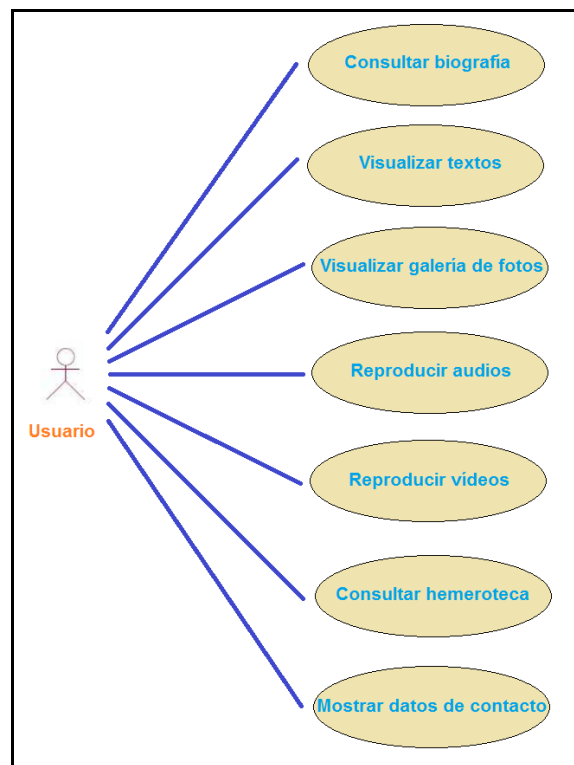 Consultar biografía
Visualizar textos
Visualizar galería de fotos
Reproducir audios
Usuario
Reproducir vídeos
Consultar hemeroteca
Mostrar datos de contacto